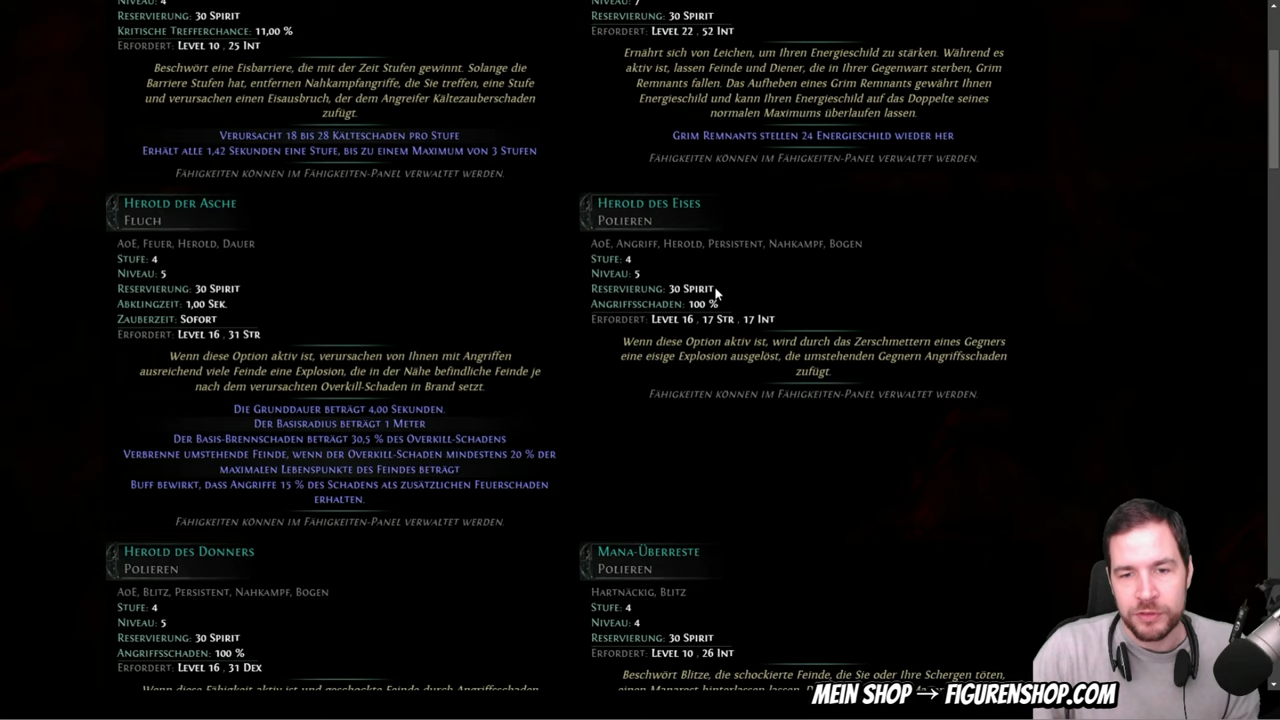 Niveau: 4
Reservierung: 30 Spirit
Kritische Trefferchance: 11,00 %
Erfordert: Level 10 , 25 Int
Beschwört eine Eisbarriere, die mit der Zeit Stufen gewinnt. Solange die
Barriere Stufen hat, entfernen Nahkampfangriffe, die Sie treffen, eine Stufe
und verursachen einen Eisausbruch, der dem Angreifer Kältezauberschaden
zufügt.
Verursacht 18 bis 28 Kälteschaden pro Stufe
Erhält alle 1,42 Sekunden eine Stufe, bis zu einem Maximum von 3 Stufen
Fähigkeiten können im Fähigkeiten-Panel verwaltet werden.
Reservierung: 30 Spirit
Erfordert: Level 22 , 52 Int
Ernährt sich von Leichen, um Ihren Energieschild zu stärken. Während es
aktiv ist, lassen Feinde und Diener, die in Ihrer Gegenwart sterben, Grim
Remnants fallen. Das Aufheben eines Grim Remnants gewährt Ihnen
Energieschild und kann Ihren Energieschild auf das Doppelte seines
normalen Maximums überlaufen lassen.
Grim Remnants stellen 24 Energieschild wieder her
Fähigkeiten können im Fähigkeiten-Panel verwaltet werden.
Herold der Asche
Fluch
AoE, Feuer, Herold, Dauer
Stufe: 4
Niveau: 5
Reservierung: 30 Spirit
Abklingzeit: 1,00 Sek.
Zauberzeit: Sofort
Erfordert: Level 16 , 31 Str
Wenn diese Option aktiv ist, verursachen von Ihnen mit Angriffen
ausreichend viele Feinde eine Explosion, die in der Nähe befindliche Feinde je
nach dem verursachten Overkill-Schaden in Brand setzt.
Die Grunddauer beträgt 4,00 Sekunden.
Der Basisradius beträgt 1 Meter
Der Basis-Brennschaden beträgt 30,5 % des Overkill-Schadens
Verbrenne umstehende Feinde, wenn der Overkill-Schaden mindestens 20 % der
maximalen Lebenspunkte des Feindes beträgt
Buff bewirkt, dass Angriffe 15 % des Schadens als zusätzlichen Feuerschaden
erhalten.
Fähigkeiten können im Fähigkeiten-Panel verwaltet werden.
Herold des Eises
Polieren
AoE, Angriff, Herold, Persistent, Nahkampf, Bogen
Stufe: 4
Niveau: 5
Reservierung: 30 Spirit
Angriffsschaden: 100 %
Erfordert: Level 16 , 17 Str , 17 Int
Wenn diese Option aktiv ist, wird durch das Zerschmettern eines Gegners
eine eisige Explosion ausgelöst, die umstehenden Gegnern Angriffsschaden
zufügt.
Fähigkeiten können im Fähigkeiten-Panel verwaltet werden.
Herold des Donners
Polieren
AoE, Blitz, Persistent, Nahkampf, Bogen
Stufe: 4
Niveau: 5
Reservierung: 30 Spirit
Angriffsschaden: 100 %
Erfordert: Level 16 , 31 Dex
Wenn diese Fähigkeit aktiv ist und geschockte Feinde durch Angriffsschaden
Mana-Überreste
Polieren
Hartnäckig, Blitz
Stufe: 4
Niveau: 4
Reservierung: 30 Spirit
Erfordert: Level 10 , 26 Int
Beschwört Blitze, die schockierte Feinde, die Sie oder Ihre Schergen töten,
MEIN SHOP → FIGURENSHOP.COM